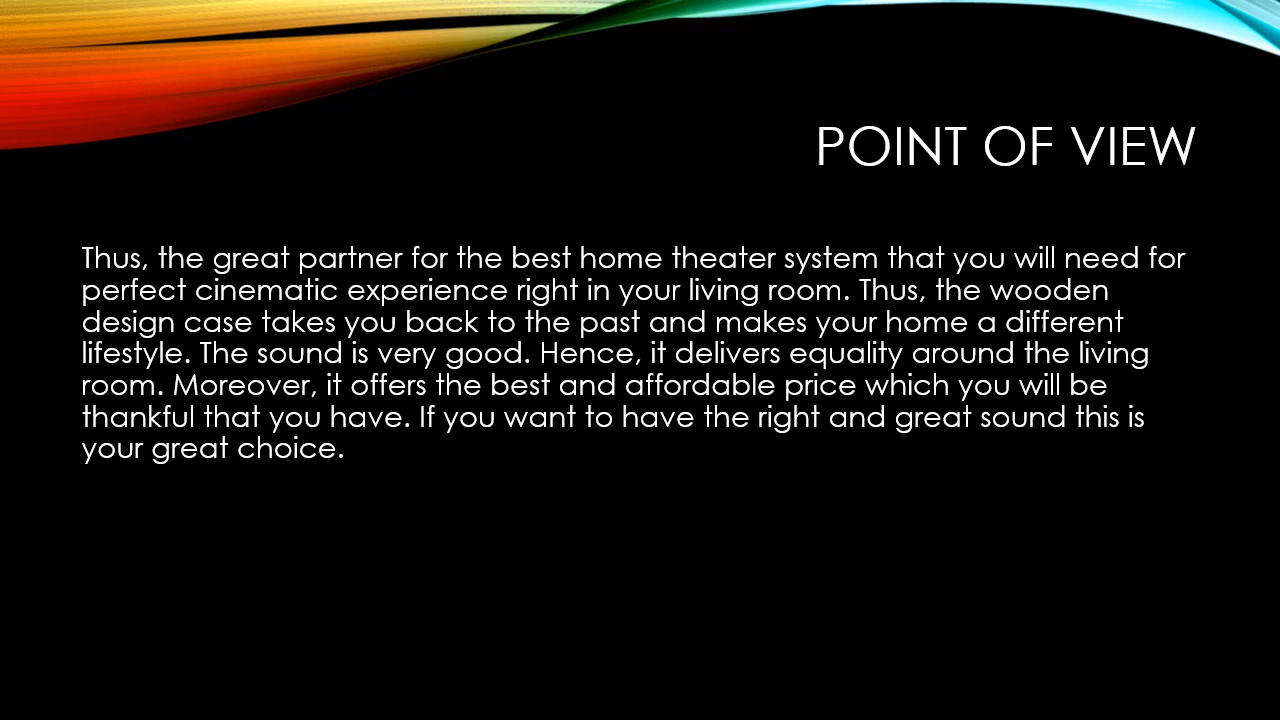 POINT OF VIEW
Thus, the great partner for the best home theater system that you will need for
perfect cinematic experience right in your living room. Thus, the wooden
design case takes you back to the past and makes your home a different
lifestyle. The sound is very good. Hence, it delivers equality around the living
room. Moreover, it offers the best and affordable price which you will be
thankful that you have. If you want to have the right and great sound this is
your great choice.